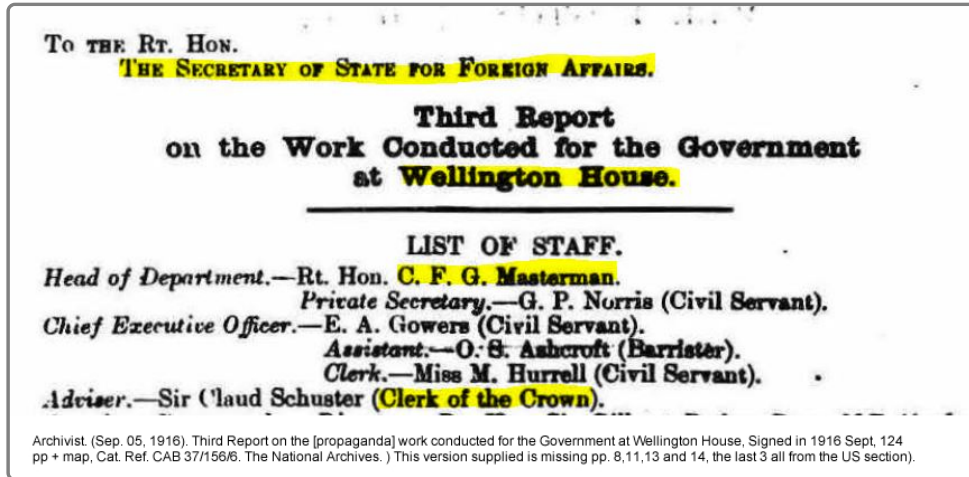 To the Rt. Hon.
The Secretary of State for Foreign Affairs.
Third Report
on the Work Conducted for the Government
at Wellington House.
LIST OF STAFF.
Head of Department.—Rt. Hon. C. F. G. Masterman.
Private Secretary.—G. P. Norris (Civil Servant).
Chief Executive Officer.—E. A. Gowers (Civil Servant).
Assistant.—O. S. Ashcroft (Barrister).
Clerk.—Miss M. Hurrell (Civil Servant).
Adviser.—Sir Claud Schuster (Clerk of the Crown).
Archivist. (Sep. 05, 1916). Third Report on the [propaganda] work conducted for the Government at Wellington House, Signed in 1916 Sept, 124
pp + map, Cat. Ref. CAB 37/156/6. The National Archives. ) This version supplied is missing pp. 8,11,13 and 14, the last 3 all from the US section).